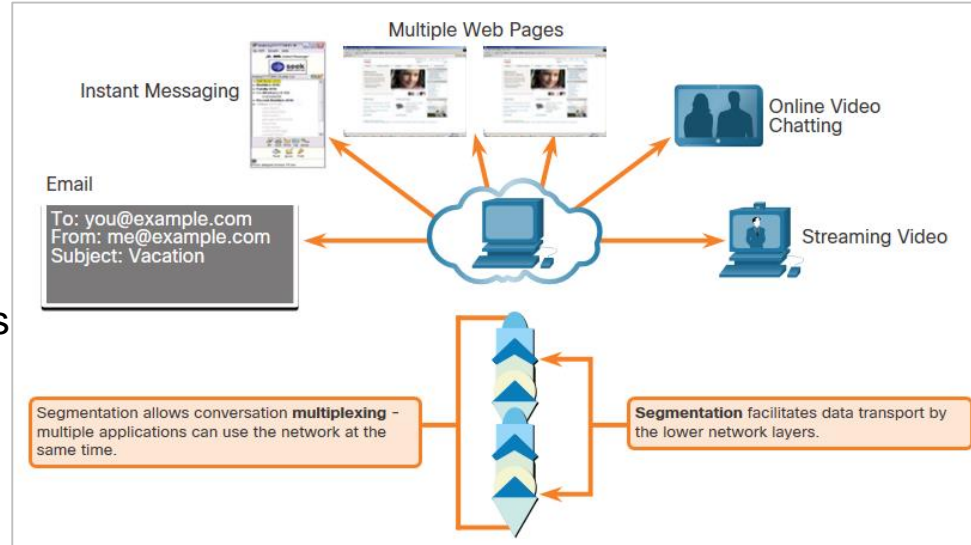 Multiple Web Pages
Instant Messaging
seek
Online Video
Chatting
Email
To: you@example.com
From: me@example.com
Subject: Vacation
Streaming Video
s
Segmentation allows conversation multiplexing -
multiple applications can use the network at the
same time.
Segmentation facilitates data transport by
the lower network layers.